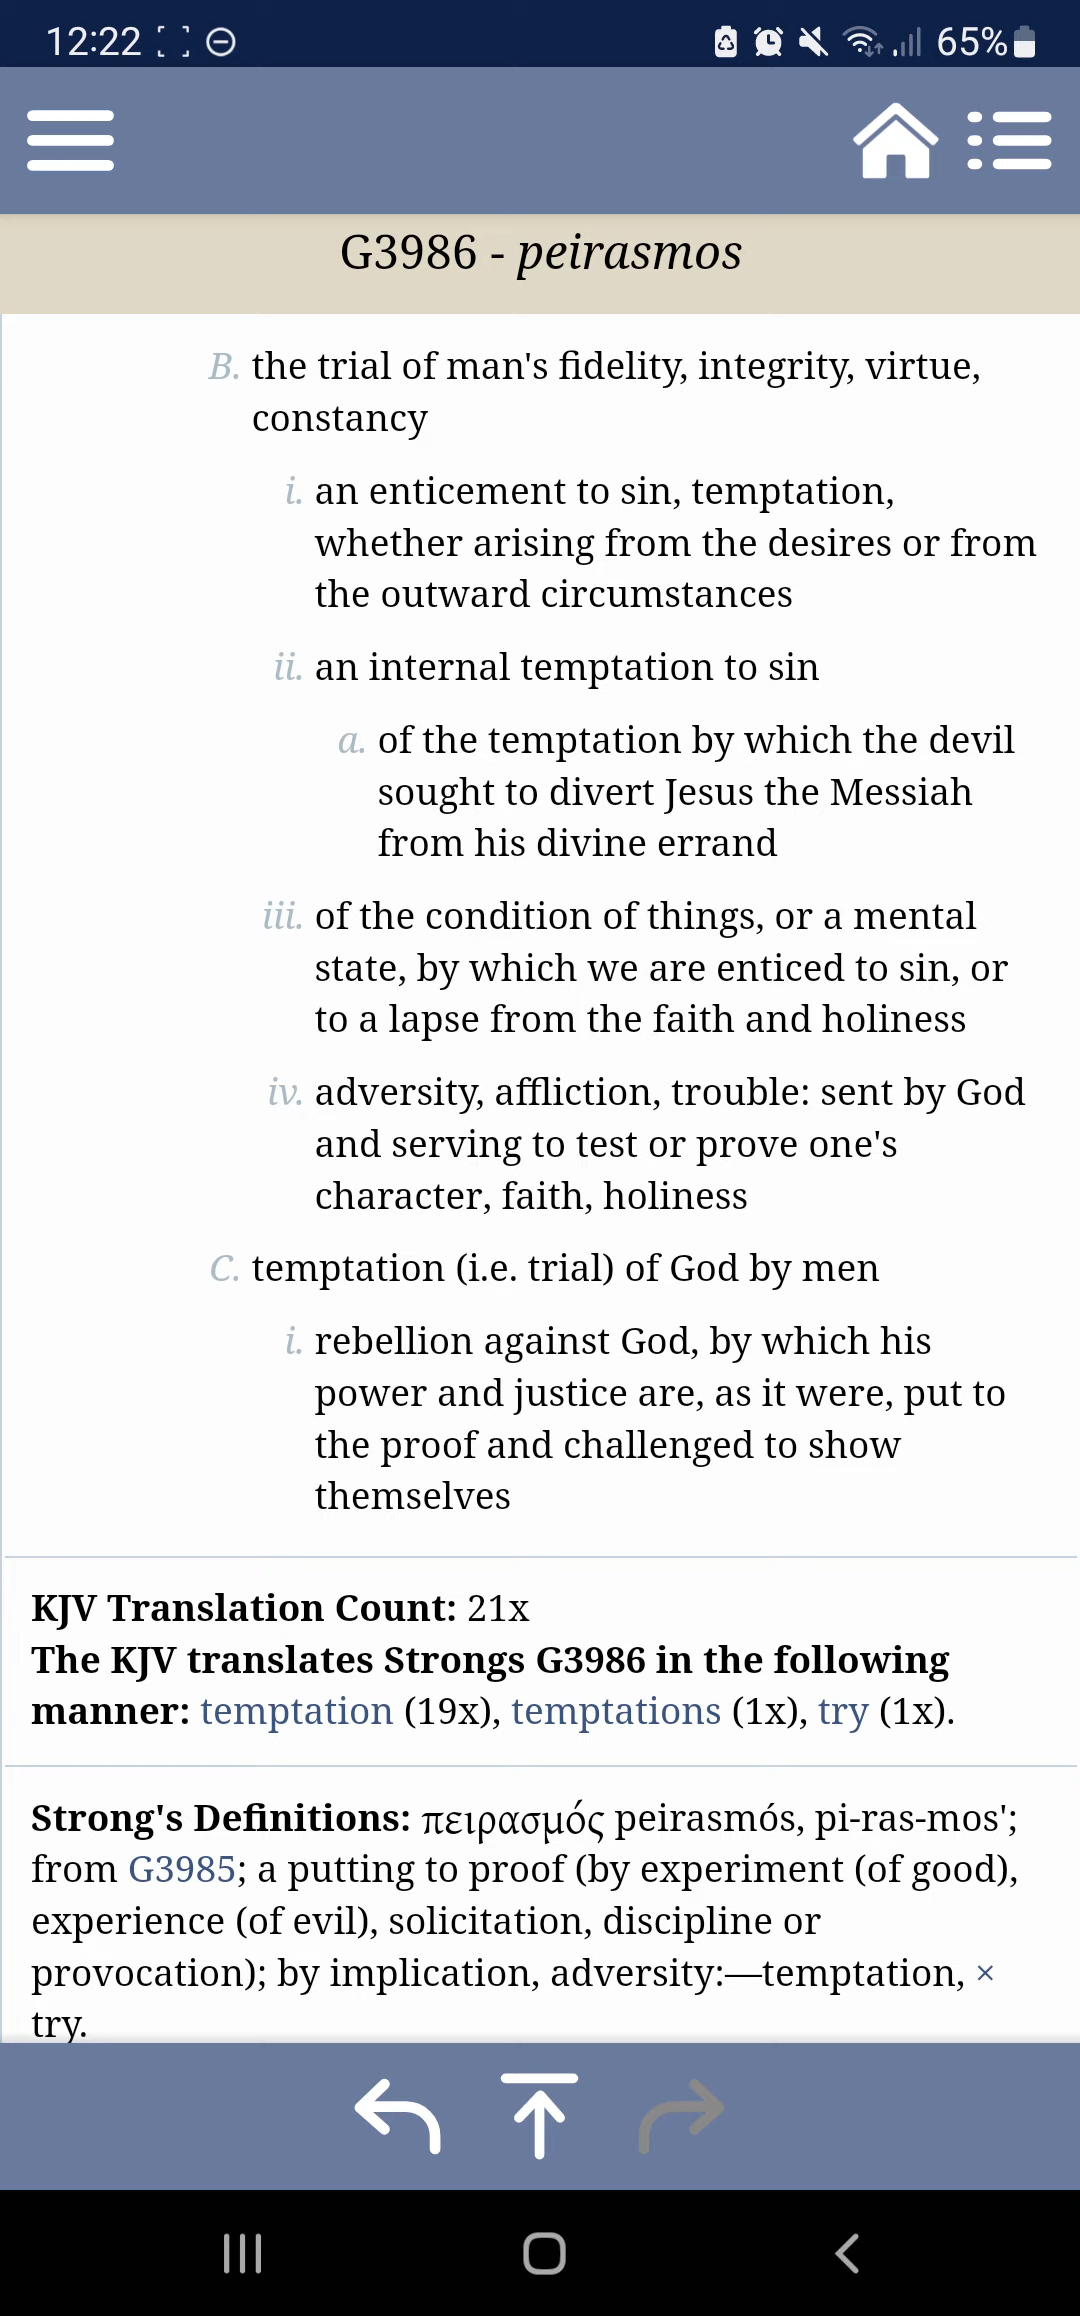 12:22
65%
G3986 - peirasmos
B. the trial of man's fidelity, integrity, virtue,
constancy
i. an enticement to sin, temptation,
whether arising from the desires or from
the outward circumstances
ii. an internal temptation to sin
a. of the temptation by which the devil
sought to divert Jesus the Messiah
from his divine errand
iii. of the condition of things, or a mental
state, by which we are enticed to sin, or
to a lapse from the faith and holiness
iv. adversity, affliction, trouble: sent by God
and serving to test or prove one's
character, faith, holiness
C. temptation (i.e. trial) of God by men
i. rebellion against God, by which his
power and justice are, as it were, put to
the proof and challenged to show
themselves
KJV Translation Count: 21x
The KJV translates Strongs G3986 in the following
manner: temptation (19x), temptations (1x), try (1x).
Strong's Definitions: πειρασμός peirasmós, pi-ras-mos';
from G3985; a putting to proof (by experiment (of good),
experience (of evil), solicitation, discipline or
provocation); by implication, adversity:—temptation, ×
try.